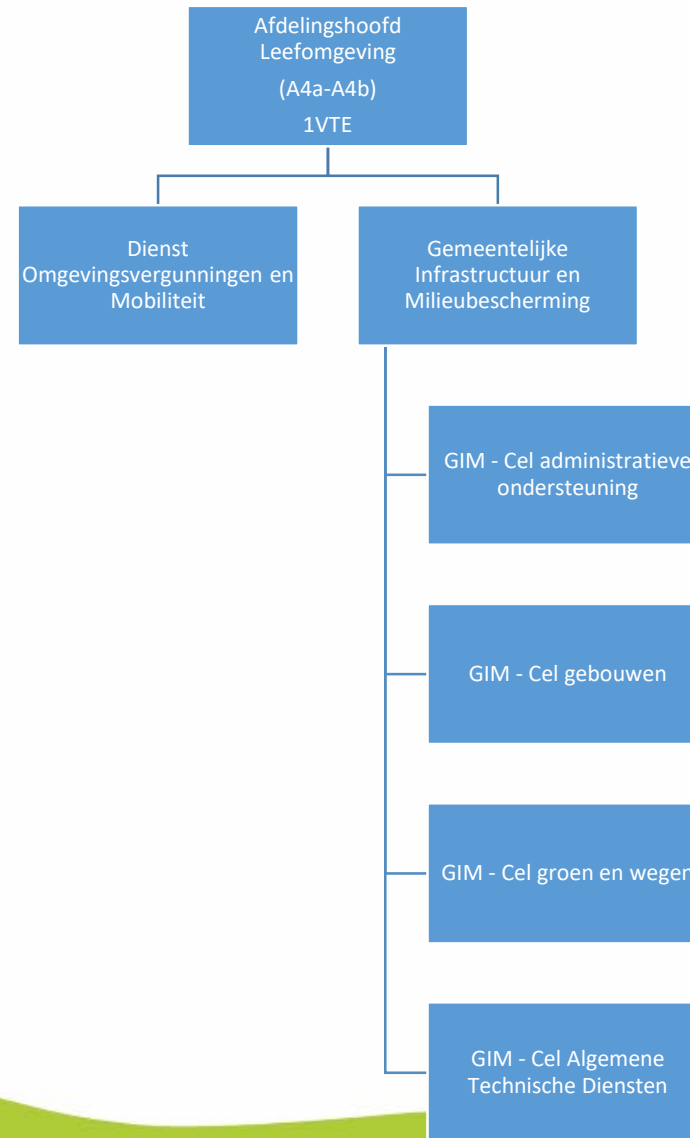 Afdelingshoofd
Leefomgeving
(A4a-A4b)
1VTE
Dienst
Omgevingsvergunningen en
Mobiliteit
Gemeentelijke
Infrastructuur en
Milieubescherming
GIM - Cel administratieve
ondersteuning
GIM - Cel gebouwen
GIM - Cel groen en wegen
GIM - Cel Algemene
Technische Diensten